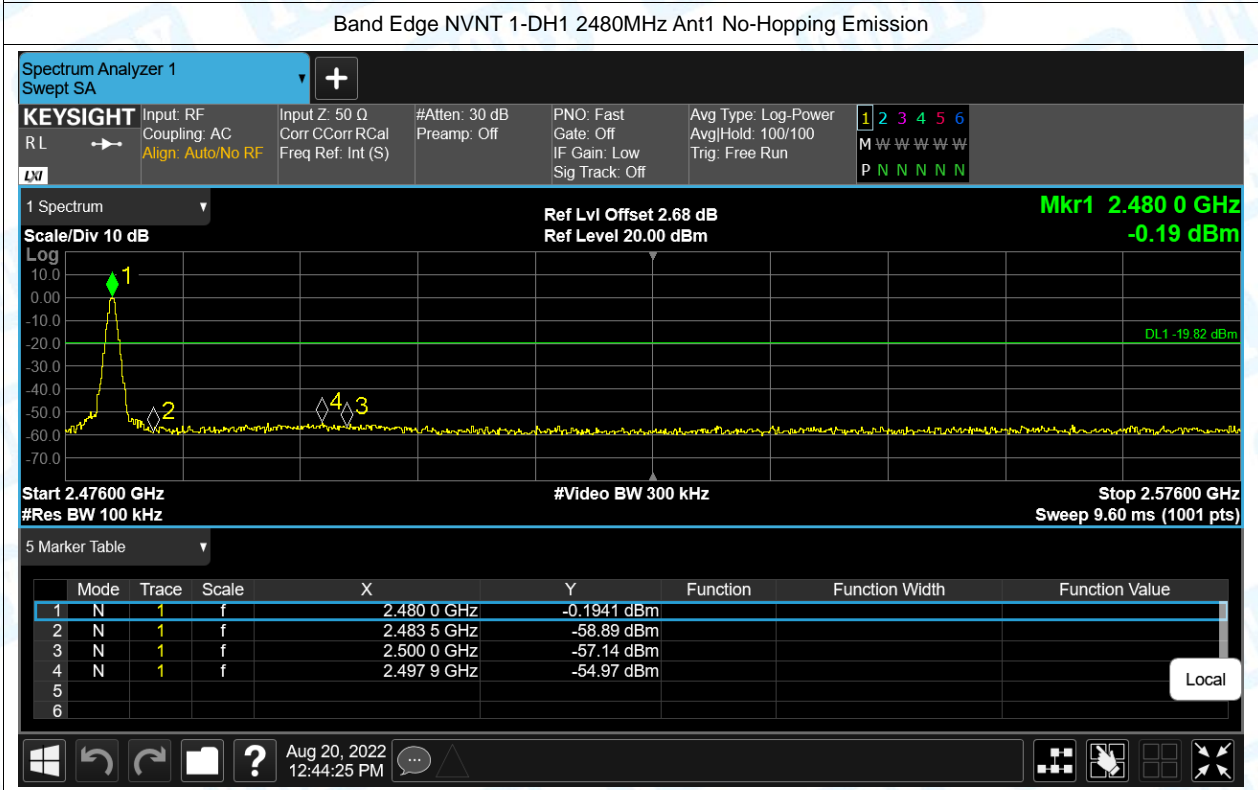 Band Edge NVNT 1-DH1 2480MHz Ant1 No-Hopping Emission
Spectrum Analyzer 1
Swept SA
KEYSIGHT
RL
LXI
Input: RF
Coupling: AC
Align: Auto/No RF
Input Z: 50 Ω
Corr CCorr RCal
Freq Ref: Int (S)
#Atten: 30 dB
Preamp: Off
PNO: Fast
Gate: Off
IF Gain: Low
Sig Track: Off
Avg Type: Log-Power
Avg|Hold: 100/100
Trig: Free Run
1 2 3 4 5 6
M W W W W W
P N N N N N
1 Spectrum
Scale/Div 10 dB
Ref Lvl Offset 2.68 dB
Ref Level 20.00 dBm
Mkr1 2.480 0 GHz
-0.19 dBm
Log
10.0
0.00
-10.0
-20.0
-30.0
-40.0
-50.0
-60.0
-70.0
1
2
4
3
DL1 -19.82 dBm
Start 2.47600 GHz
#Video BW 300 kHz
Stop 2.57600 GHz
#Res BW 100 kHz
Sweep 9.60 ms (1001 pts)
5 Marker Table
Mode Trace Scale X Y Function Function Width Function Value
1 N 1 f 2.480 0 GHz -0.1941 dBm
2 N 1 f 2.483 5 GHz -58.89 dBm
3 N 1 f 2.500 0 GHz -57.14 dBm
4 N 1 f 2.497 9 GHz -54.97 dBm
5
6
Local
?
Aug 20, 2022
12:44:25 PM